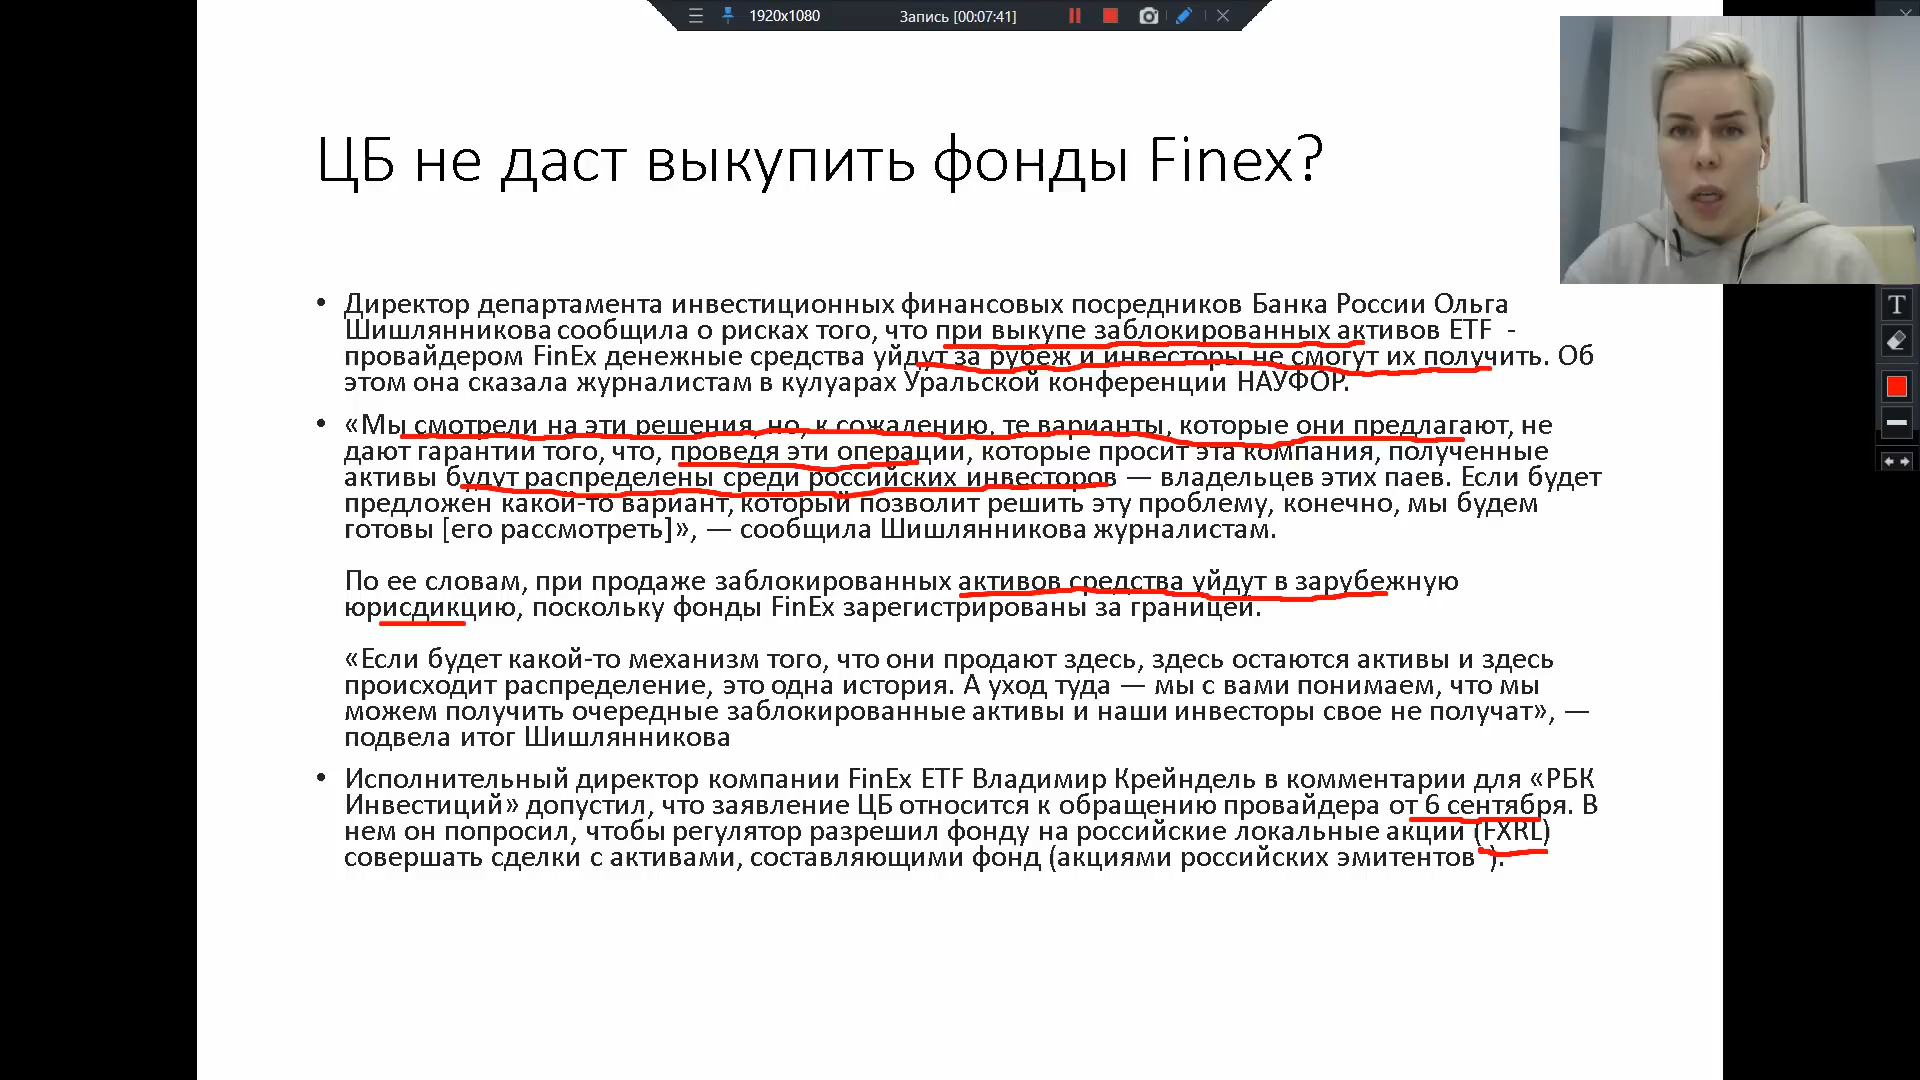 1920x1080
Запись [00:07:41]
ЦБ не даст выкупить фонды Finex?
• Директор департамента инвестиционных финансовых посредников Банка России Ольга
Шишлянникова сообщила о рисках того, что при выкупе заблокированных активов ETF -
провайдером FinEx денежные средства уйдут за рубеж и инвесторы не смогут их получить. Об
этом она сказала журналистам в кулуарах Уральской конференции НАУФОР.
• «Мы смотрели на эти решения, но, к сожалению, те варианты, которые они предлагают, не
дают гарантии того, что, проведя эти операции, которые просит эта компания, полученные
активы будут распределены среди российских инвесторов — владельцев этих паев. Если будет
предложен какой-то вариант, который позволит решить эту проблему, конечно, мы будем
готовы [его рассмотреть]», — сообщила Шишлянникова журналистам.
По ее словам, при продаже заблокированных активов средства уйдут в зарубежную
юрисдикцию, поскольку фонды FinEx зарегистрированы за границей.
«Если будет какой-то механизм того, что они продают здесь, здесь остаются активы и здесь
происходит распределение, это одна история. А уход туда — мы с вами понимаем, что мы
можем получить очередные заблокированные активы и наши инвесторы свое не получат», —
подвела итог Шишлянникова
• Исполнительный директор компании FinEx ETF Владимир Крейндель в комментарии для «РБК
Инвестиций» допустил, что заявление ЦБ относится к обращению провайдера от 6 сентября. В
нем он попросил, чтобы регулятор разрешил фонду на российские локальные акции (FXRL)
совершать сделки с активами, составляющими фонд (акциями российских эмитентов ).
T